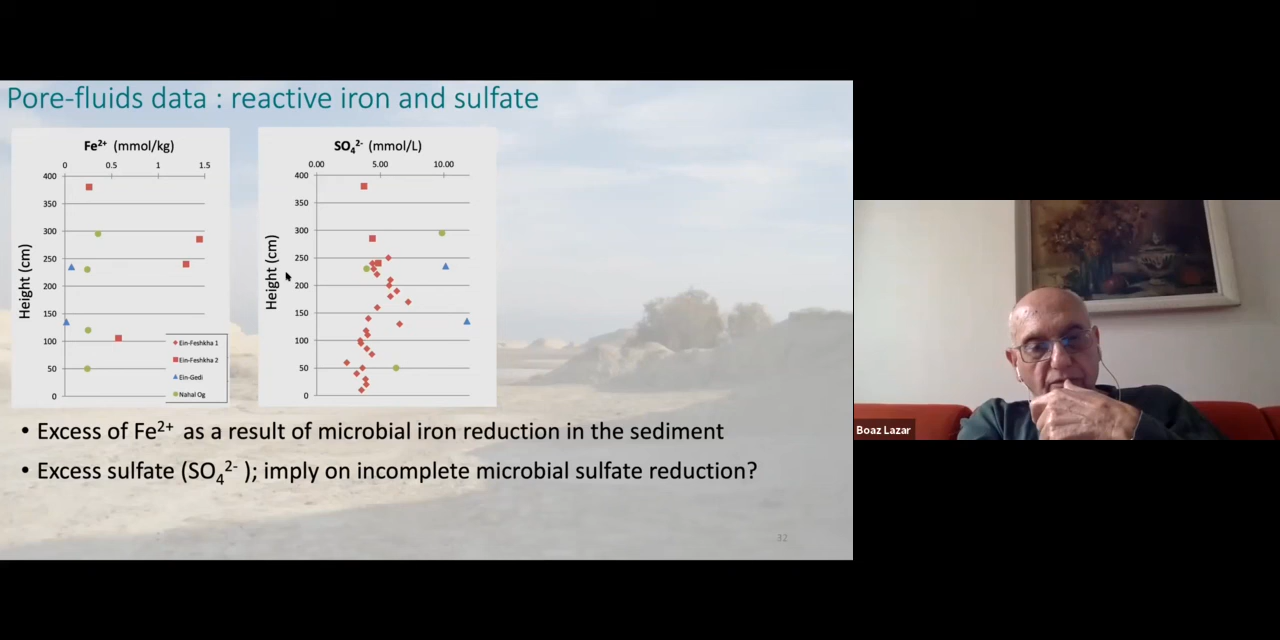 Pore-fluids data : reactive iron and sulfate
Fe²⁺ (mmol/kg)
0 0.5 1 1.5
400
350
300
250
200
150
100
50
0
Height (cm)
Ein-Feshkha 1
Ein-Feshkha 2
Ein-Gedi
Nahal Og
SO₄²⁻ (mmol/L)
0.00 5.00 10.00
400
350
300
250
200
150
100
50
0
Height (cm)
• Excess of Fe²⁺ as a result of microbial iron reduction in the sediment
• Excess sulfate (SO₄²⁻ ); imply on incomplete microbial sulfate reduction?
32
Boaz Lazar